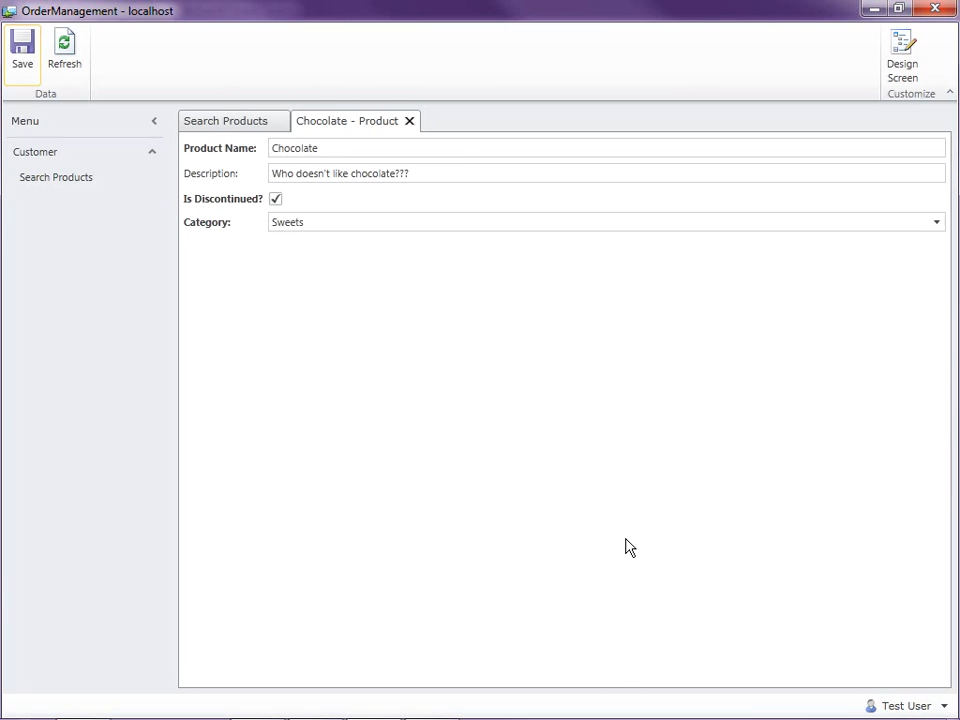 OrderManagement - localhost
Save
Refresh
Design
Screen
Data
Customize
Menu
Search Products
Chocolate - Product
Customer
Search Products
Product Name:
Chocolate
Description:
Who doesn't like chocolate???
Is Discontinued?
Category:
Sweets
Test User